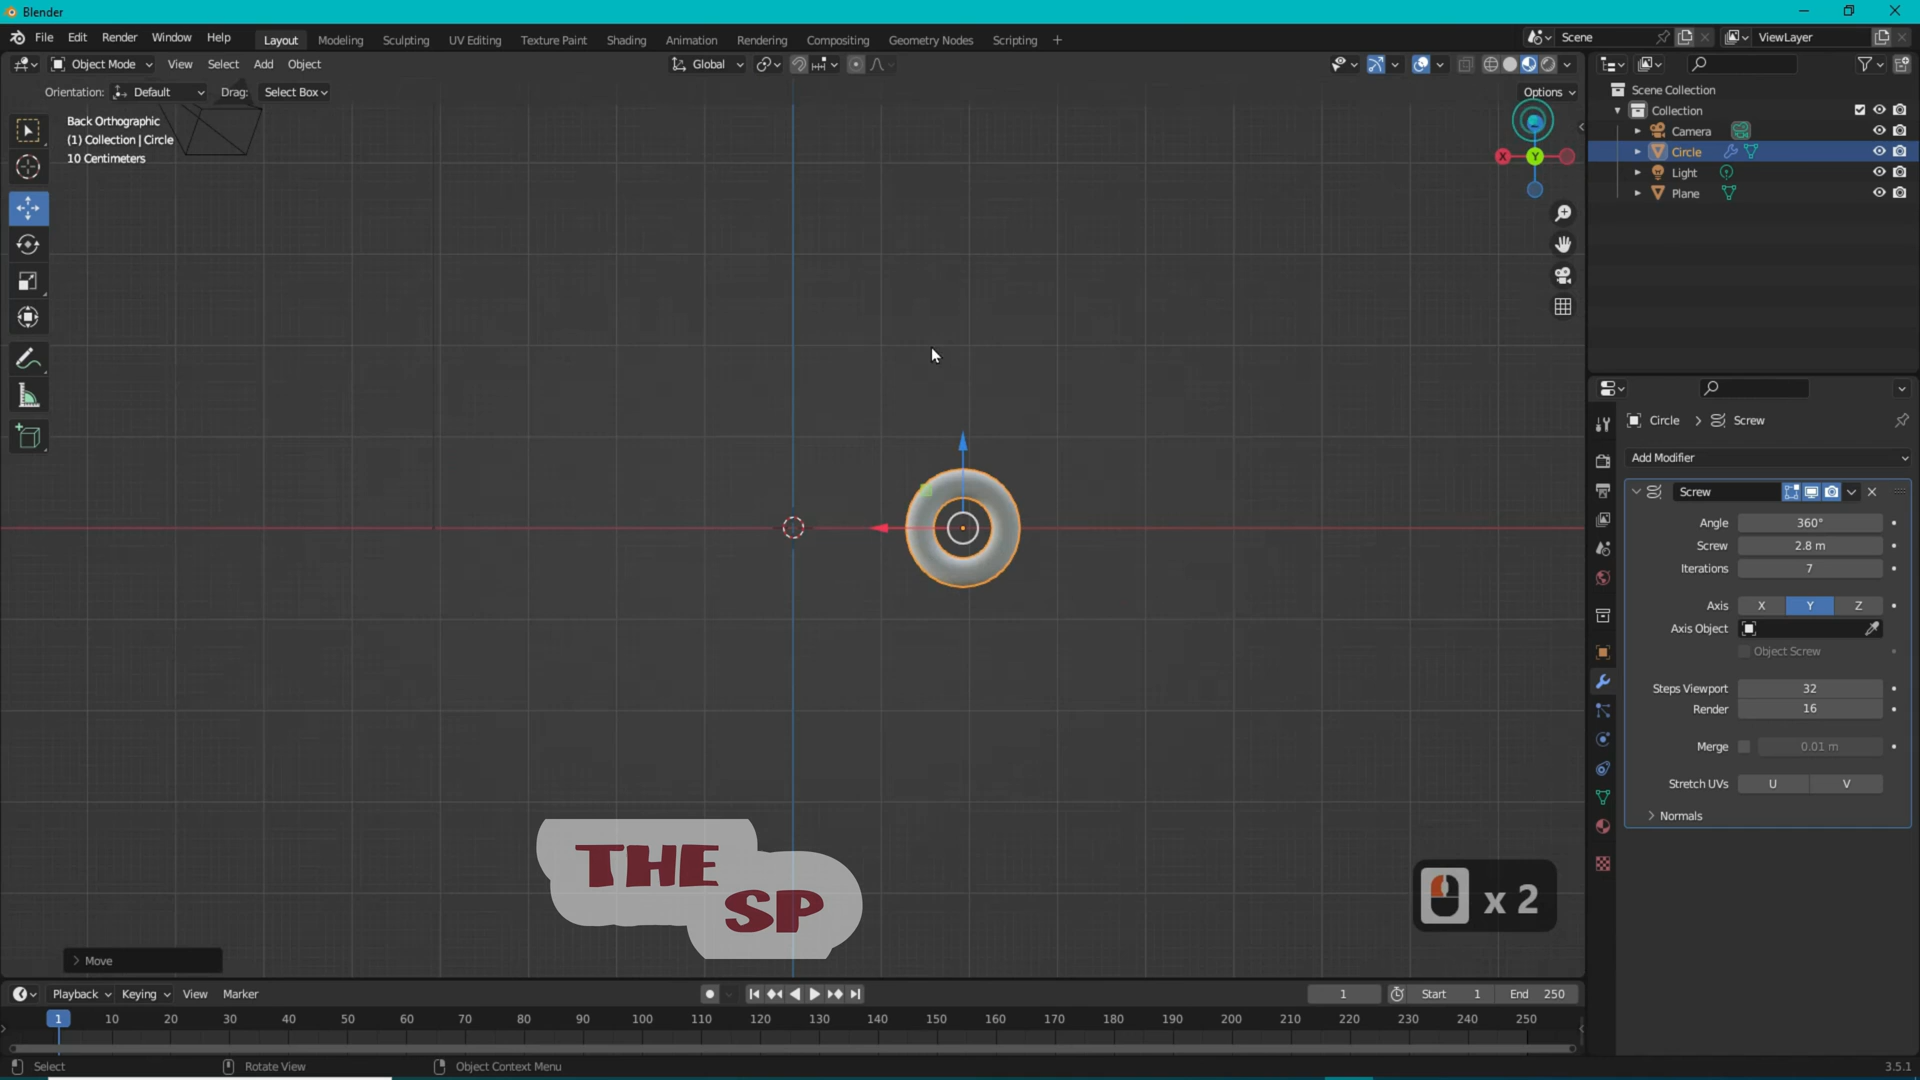 Blender
File Edit Render Window Help
Layout Modeling Sculpting UV Editing Texture Paint Shading Animation Rendering Compositing Geometry Nodes Scripting
Scene
ViewLayer
Object Mode View Select Add Object
Global
Orientation: Default Drag: Select Box
Options
Back Orthographic
(1) Collection | Circle
10 Centimeters
X
Y
Scene Collection
Collection
Camera
Circle
Light
Plane
Circle > Screw
Add Modifier
Screw
Angle 360°
Screw 2.8 m
Iterations 7
Axis X Y Z
Axis Object
Object Screw
Steps Viewport 32
Render 16
Merge 0.01 m
Stretch UVs U V
Normals
THE
SP
x 2
Move
Playback Keying View Marker
1
Start 1
End 250
1 10 20 30 40 50 60 70 80 90 100 110 120 130 140 150 160 170 180 190 200 210 220 230 240 250
Select
Rotate View
Object Context Menu
3.5.1